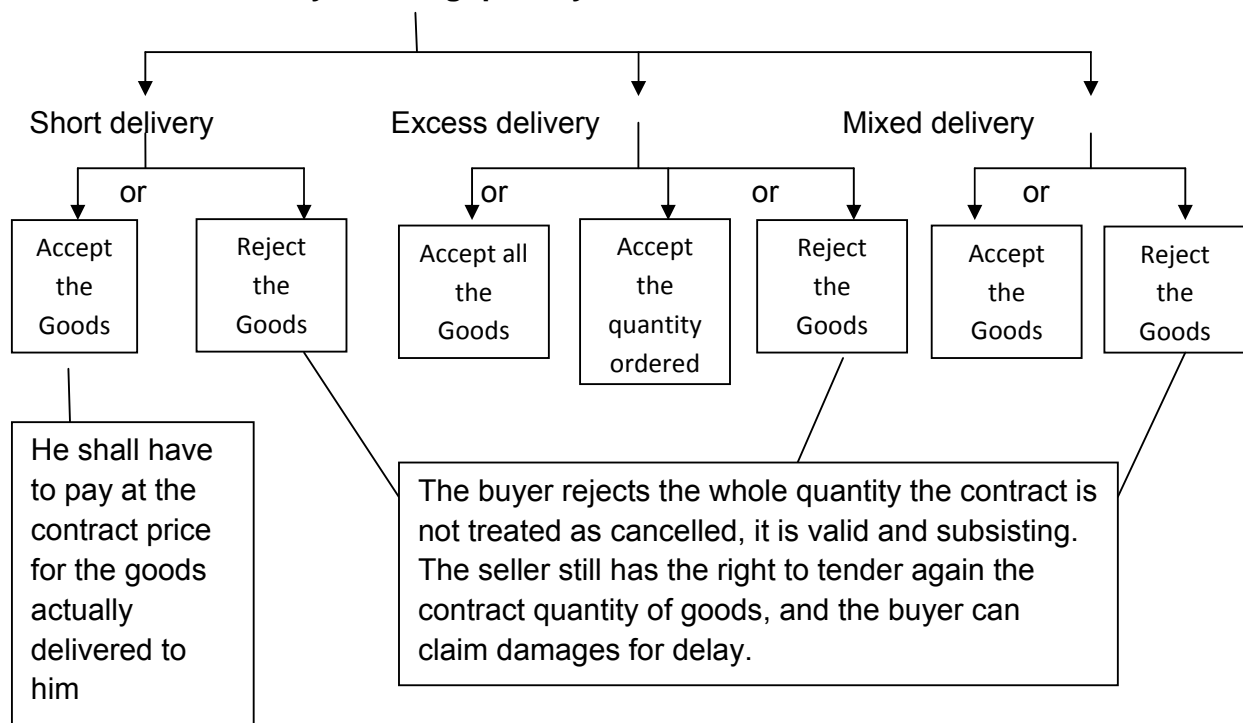 Short delivery Excess delivery Mixed delivery
or or or or
Accept
the
Goods
Reject
the
Goods
Accept all
the
Goods
Accept
the
quantity
ordered
Reject
the
Goods
Accept
the
Goods
Reject
the
Goods
He shall have
to pay at the
contract price
for the goods
actually
delivered to
him
The buyer rejects the whole quantity the contract is
not treated as cancelled, it is valid and subsisting.
The seller still has the right to tender again the
contract quantity of goods, and the buyer can
claim damages for delay.